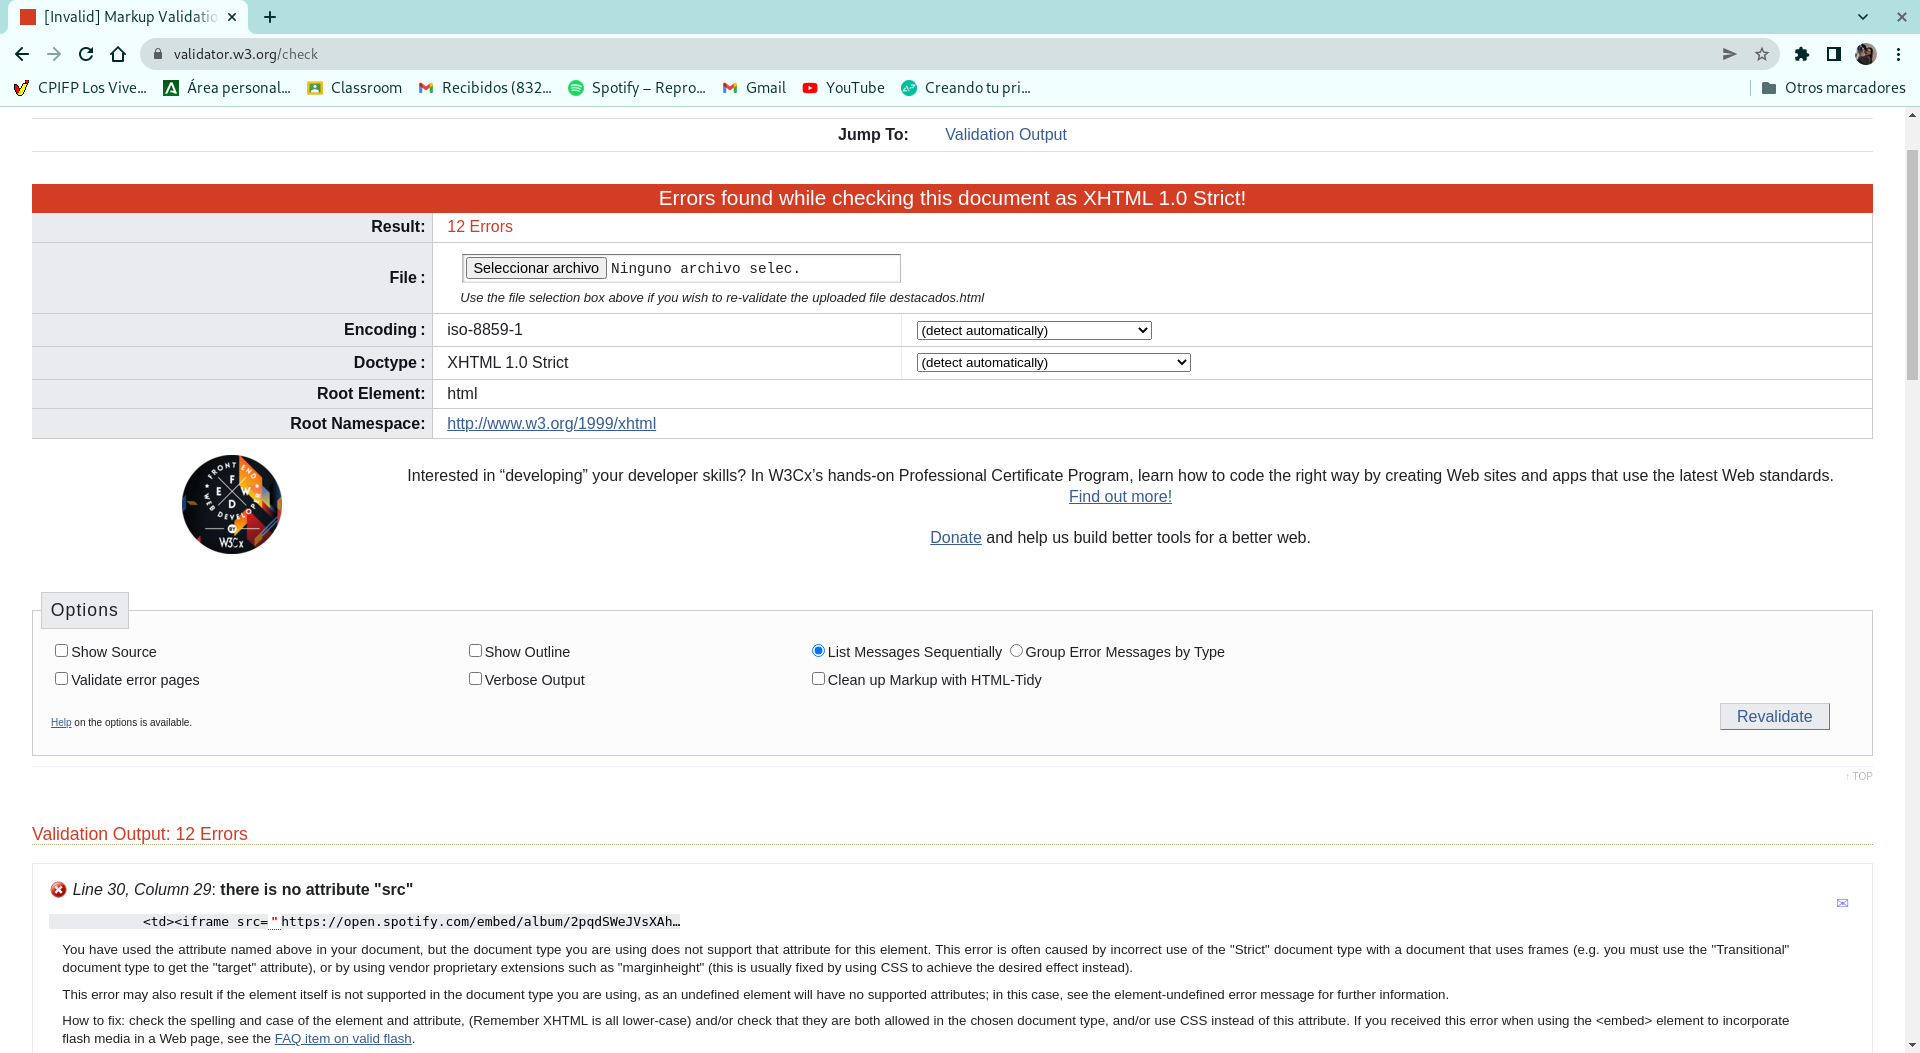 [Invalid] Markup Validatio
validator.w3.org/check
CPIFP Los Vive... Área personal... Classroom Recibidos (832... Spotify – Repro... Gmail YouTube Creando tu pri... Otros marcadores
Jump To: Validation Output
Errors found while checking this document as XHTML 1.0 Strict!
Result: 12 Errors
File : Seleccionar archivo Ninguno archivo selec.
Use the file selection box above if you wish to re-validate the uploaded file destacados.html
Encoding : iso-8859-1 (detect automatically)
Doctype : XHTML 1.0 Strict (detect automatically)
Root Element: html
Root Namespace: http://www.w3.org/1999/xhtml
FRONT END
F
E W
D
WEB DEVELOP
BY
W3Cx
Interested in “developing” your developer skills? In W3Cx’s hands-on Professional Certificate Program, learn how to code the right way by creating Web sites and apps that use the latest Web standards.
Find out more!
Donate and help us build better tools for a better web.
Options
Show Source Show Outline List Messages Sequentially Group Error Messages by Type
Validate error pages Verbose Output Clean up Markup with HTML-Tidy
Help on the options is available.
Revalidate
↑ TOP
Validation Output: 12 Errors
Line 30, Column 29: there is no attribute "src"
✉
<td><iframe src="https://open.spotify.com/embed/album/2pqdSWeJVsXAh…
You have used the attribute named above in your document, but the document type you are using does not support that attribute for this element. This error is often caused by incorrect use of the "Strict" document type with a document that uses frames (e.g. you must use the "Transitional"
document type to get the "target" attribute), or by using vendor proprietary extensions such as "marginheight" (this is usually fixed by using CSS to achieve the desired effect instead).
This error may also result if the element itself is not supported in the document type you are using, as an undefined element will have no supported attributes; in this case, see the element-undefined error message for further information.
How to fix: check the spelling and case of the element and attribute, (Remember XHTML is all lower-case) and/or check that they are both allowed in the chosen document type, and/or use CSS instead of this attribute. If you received this error when using the <embed> element to incorporate
flash media in a Web page, see the FAQ item on valid flash.